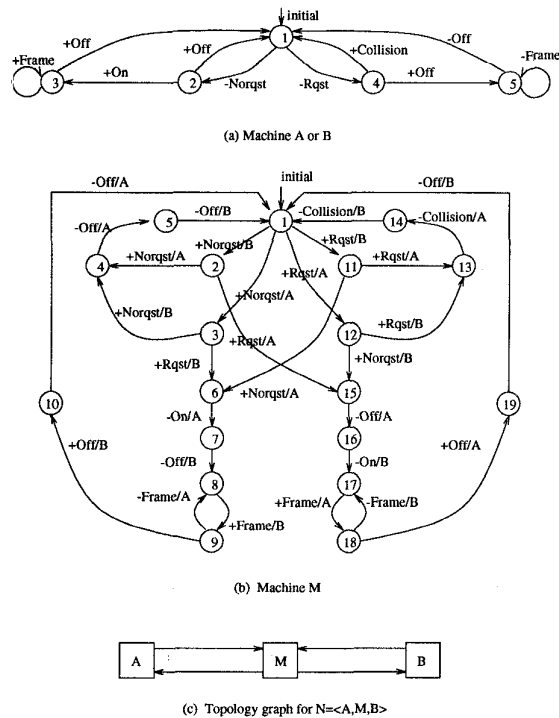 initial
+Off
-Off
+Frame
+Off
1
+Collision
-Frame
+On
+Off
3
2
-Norqst
-Rqst
4
5
(a) Machine A or B
-Off/A
initial
-Off/B
5
-Off/B
1
-Collision/B
14
-Off/A
-Collision/A
+Norqst/B
+Rqst/B
4
+Norqst/A
2
+Rqst/A
11
+Rqst/A
13
+Norqst/A
+Norqst/B
3
+Rqst/A
12
+Rqst/B
+Rqst/B
+Norqst/B
6
+Norqst/A
15
10
-On/A
-Off/A
19
7
16
+Off/B
-Off/B
-On/B
+Off/A
8
17
-Frame/A
+Frame/A
-Frame/B
+Frame/B
9
18
(b) Machine M
A
M
B
(c) Topology graph for N=<A,M,B>